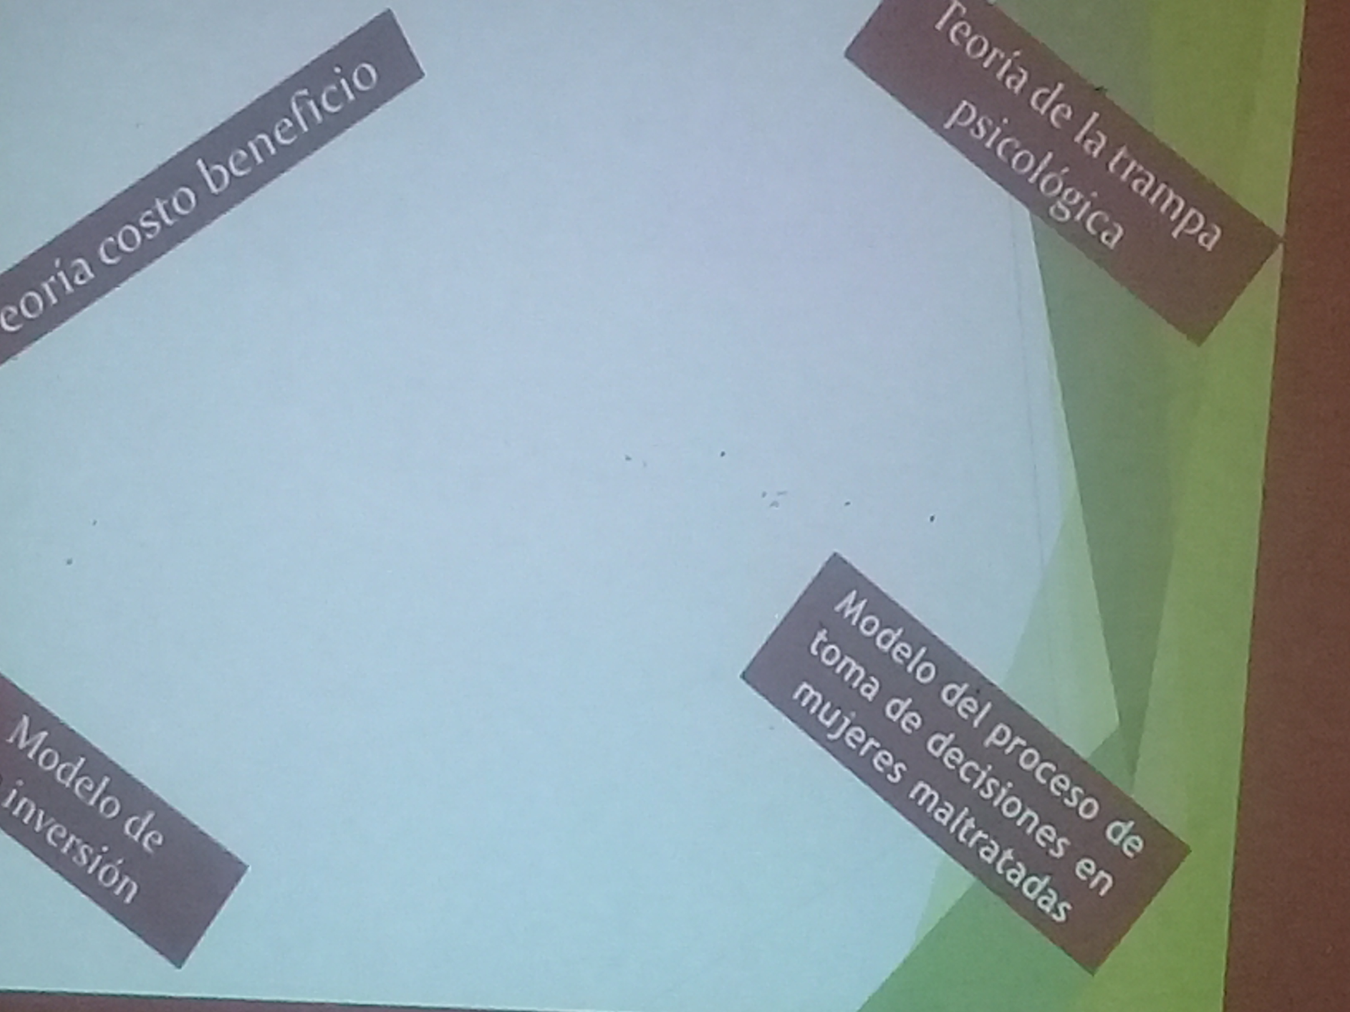 eoría costo beneficio
Teoría de la trampa
psicológica
Modelo de
inversión
Modelo del proceso de
toma de decisiones en
mujeres maltratadas